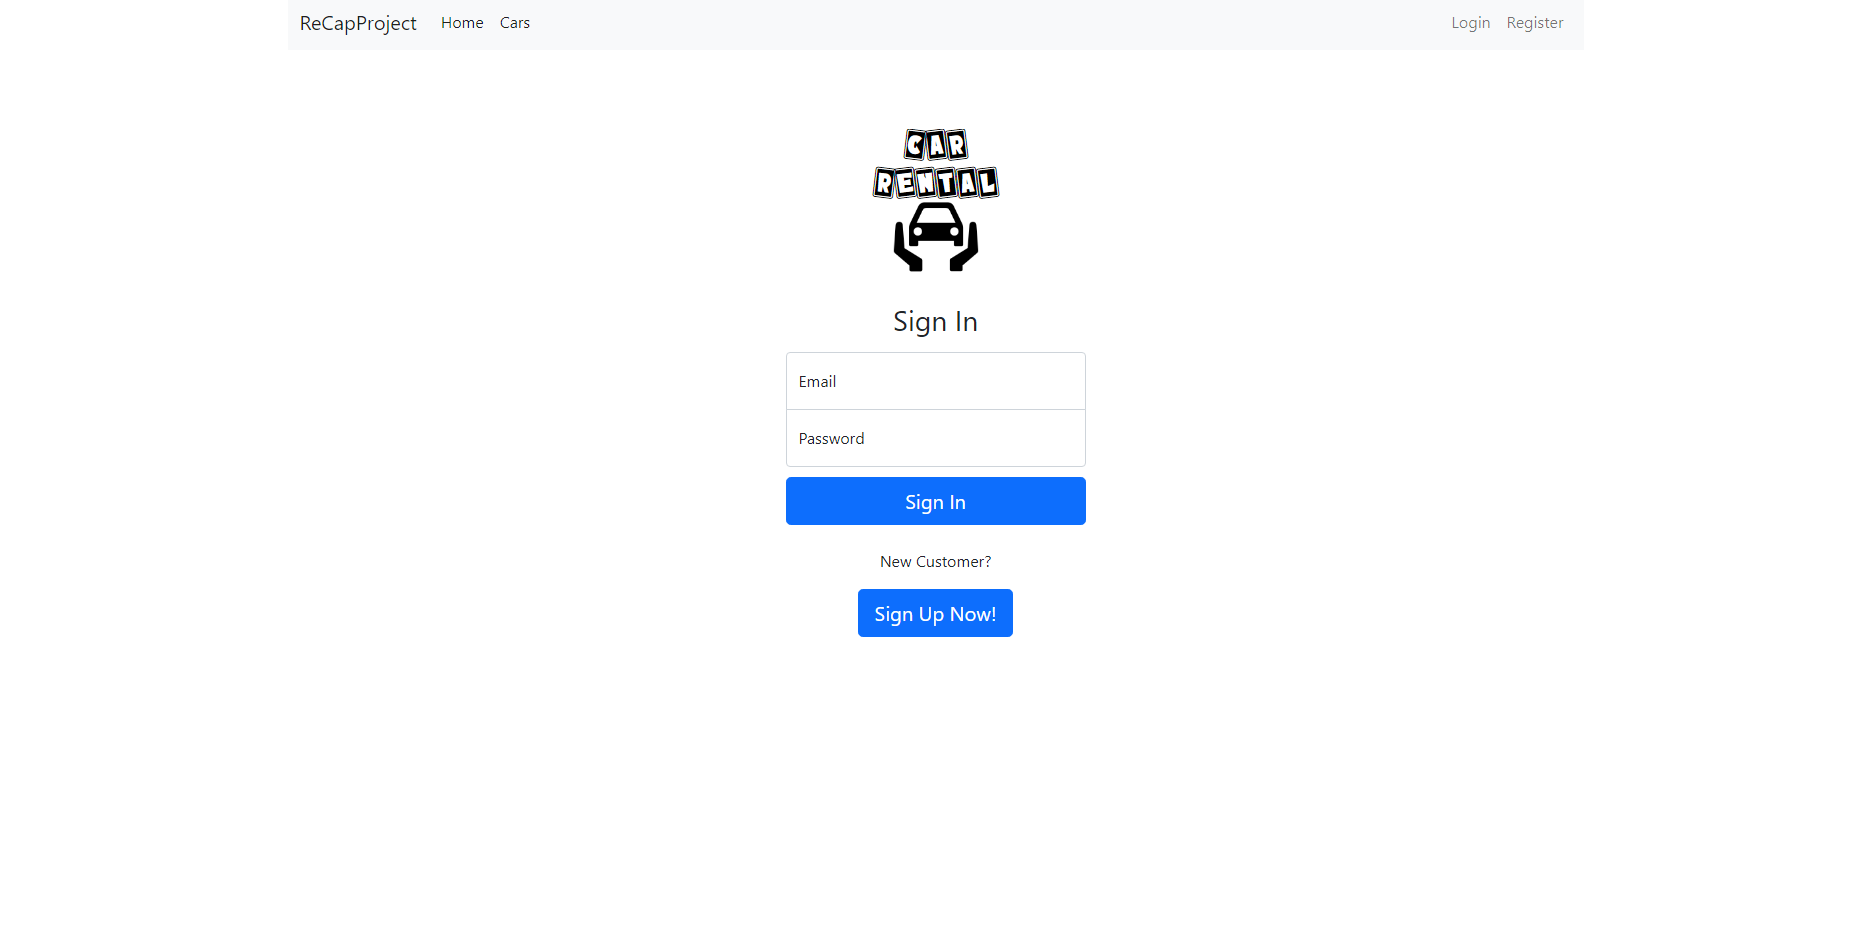 ReCapProject Home Cars Login Register
CAR
RENTAL
Sign In
Email
Password
Sign In
New Customer?
Sign Up Now!